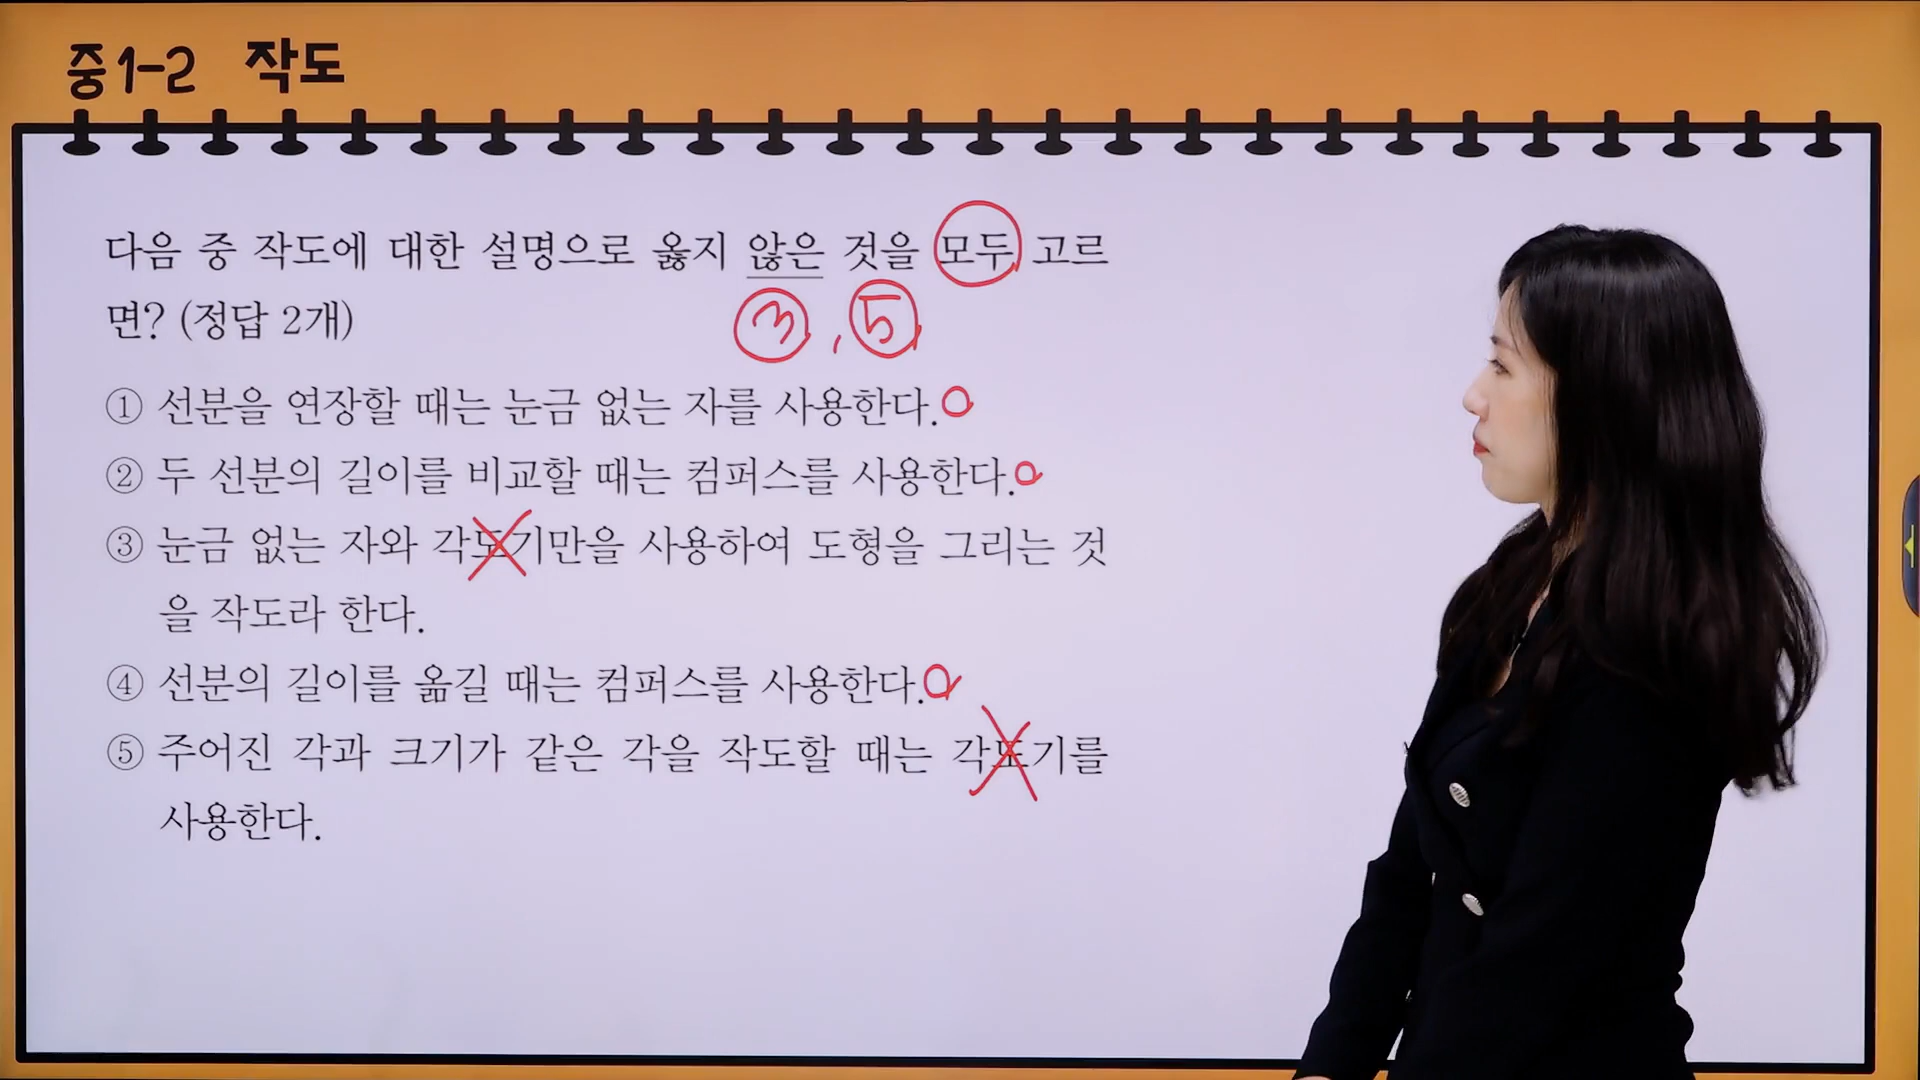 중1-2 작도
다음 중 작도에 대한 설명으로 옳지 않은 것을 모두 고르
면? (정답 2개)
③, ⑤
① 선분을 연장할 때는 눈금 없는 자를 사용한다.
② 두 선분의 길이를 비교할 때는 컴퍼스를 사용한다.
③ 눈금 없는 자와 각도기만을 사용하여 도형을 그리는 것
을 작도라 한다.
④ 선분의 길이를 옮길 때는 컴퍼스를 사용한다.
⑤ 주어진 각과 크기가 같은 각을 작도할 때는 각도기를
사용한다.